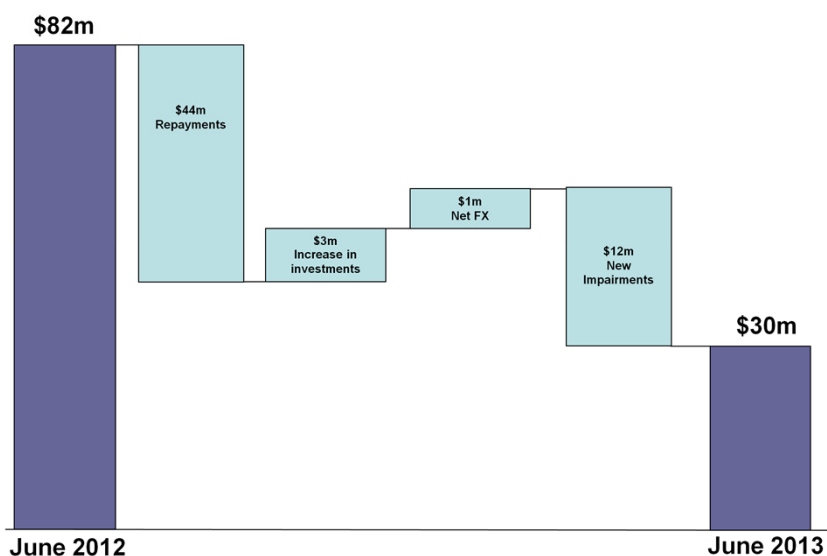 $82m
$44m
Repayments
$3m
Increase in
investments
$1m
Net FX
$12m
New
Impairments
$30m
June 2012
June 2013